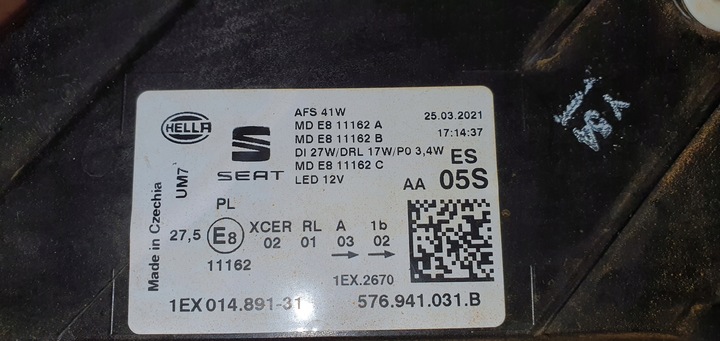 HELLA
SEAT
AFS 41W
MD E8 11162 A
MD E8 11162 B
DI 27W/DRL 17W/PO 3,4W
MD E8 11162 C
LED 12V
25.03.2021
17:14:37
ES
AA 05S
Made in Czechia
UM7
PL
27,5 E8 XCER RL A 1b
02 01 03 02
11162
1EX.2670
1EX 014.891-31
576.941.031.B